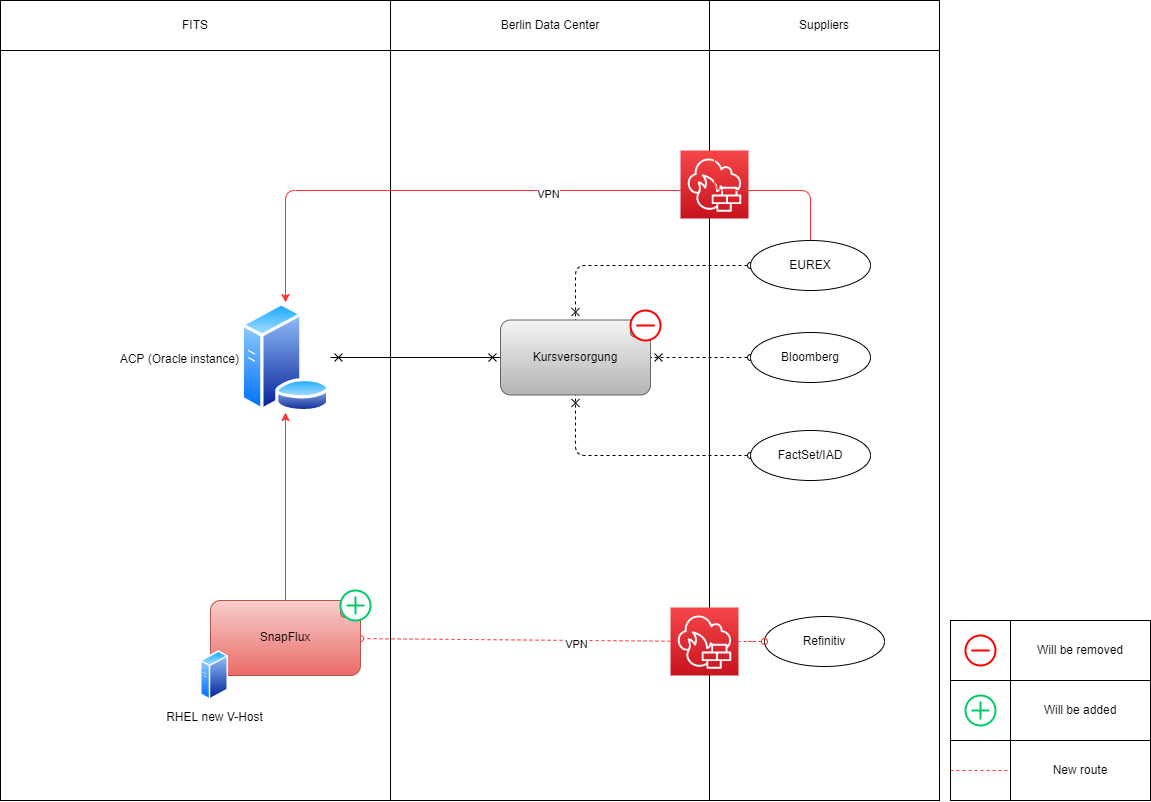 FITS
Berlin Data Center
Suppliers
VPN
EUREX
ACP (Oracle instance)
Kursversorgung
Bloomberg
FactSet/IAD
SnapFlux
VPN
Refinitiv
RHEL new V-Host
Will be removed
Will be added
New route